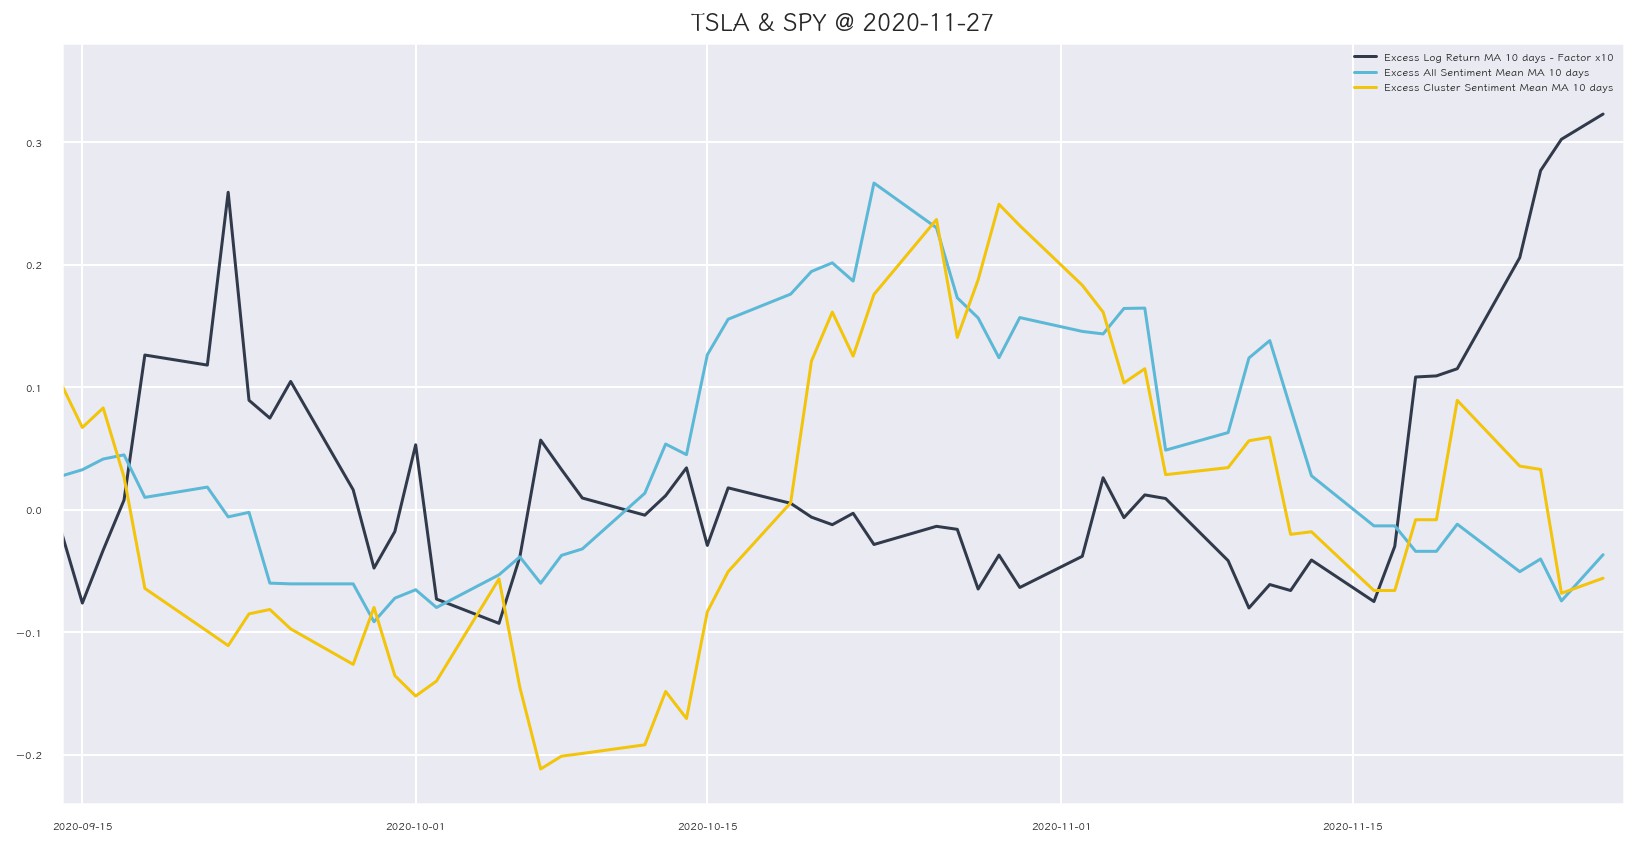 TSLA & SPY @ 2020-11-27
Excess Log Return MA 10 days - Factor x10
Excess All Sentiment Mean MA 10 days
Excess Cluster Sentiment Mean MA 10 days
0.3
0.2
0.1
0.0
−0.1
−0.2
2020-09-15 2020-10-01 2020-10-15 2020-11-01 2020-11-15